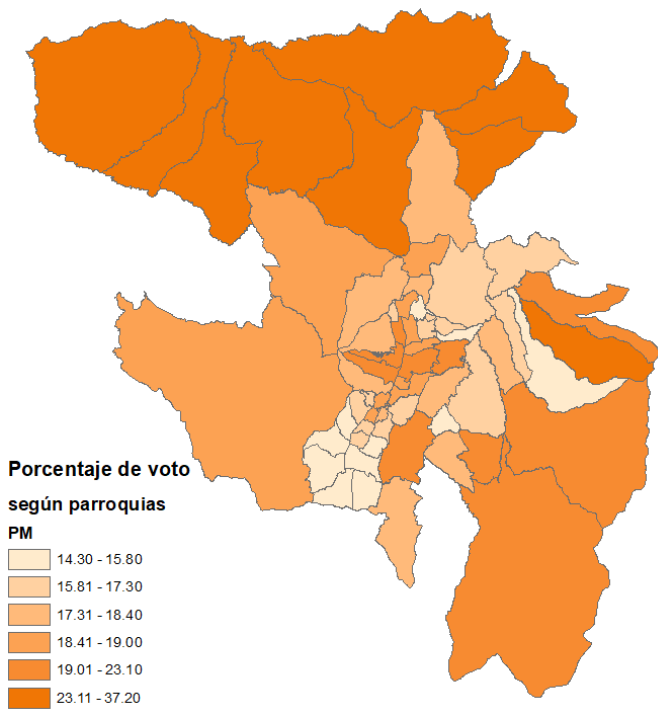 Porcentaje de voto
según parroquias
PM
14.30 - 15.80
15.81 - 17.30
17.31 - 18.40
18.41 - 19.00
19.01 - 23.10
23.11 - 37.20